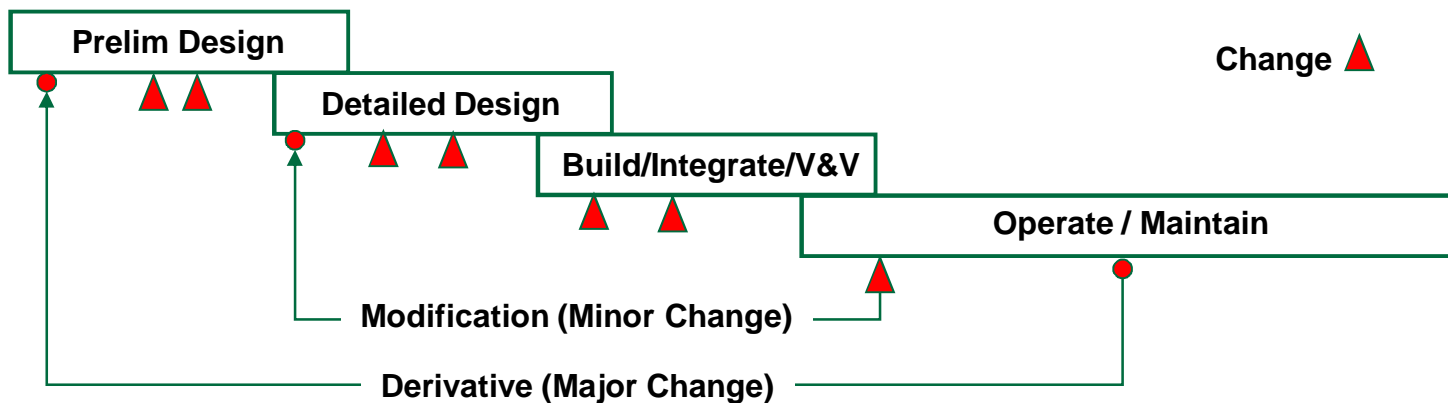 Prelim Design
Change
Detailed Design
Build/Integrate/V&V
Operate / Maintain
Modification (Minor Change)
Derivative (Major Change)